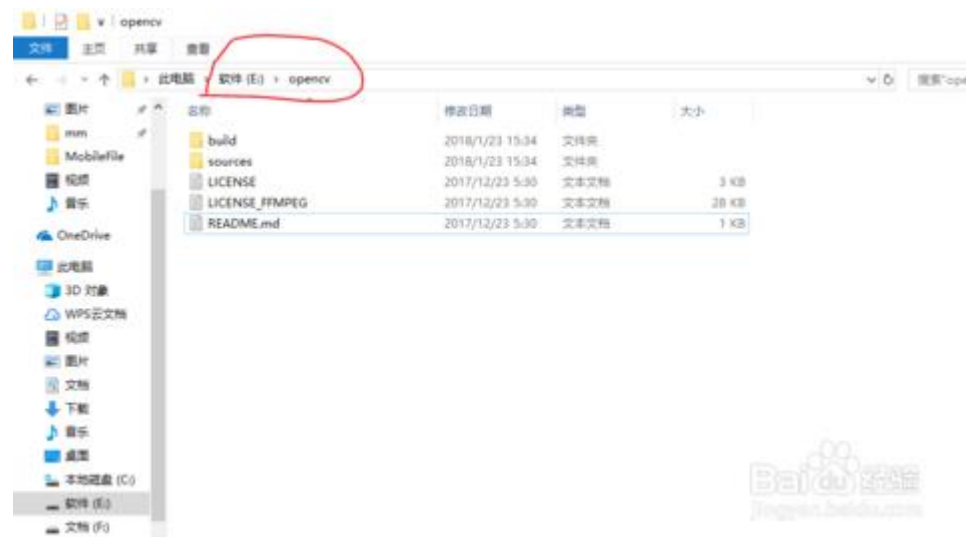 opencv
文件 主页 共享 查看
此电脑 › 软件 (E:) › opencv
搜索"ope
图片
mm
MobileFile
视频
音乐
OneDrive
此电脑
3D 对象
WPS云文档
视频
图片
文档
下载
音乐
桌面
本地磁盘 (C:)
软件 (E:)
文档 (F:)
名称 修改日期 类型 大小
build 2018/1/23 15:34 文件夹
sources 2018/1/23 15:34 文件夹
LICENSE 2017/12/23 5:30 文本文档 3 KB
LICENSE_FFMPEG 2017/12/23 5:30 文本文档 28 KB
README.md 2017/12/23 5:30 文本文档 1 KB
Baidu 经验
jingyan.baidu.com